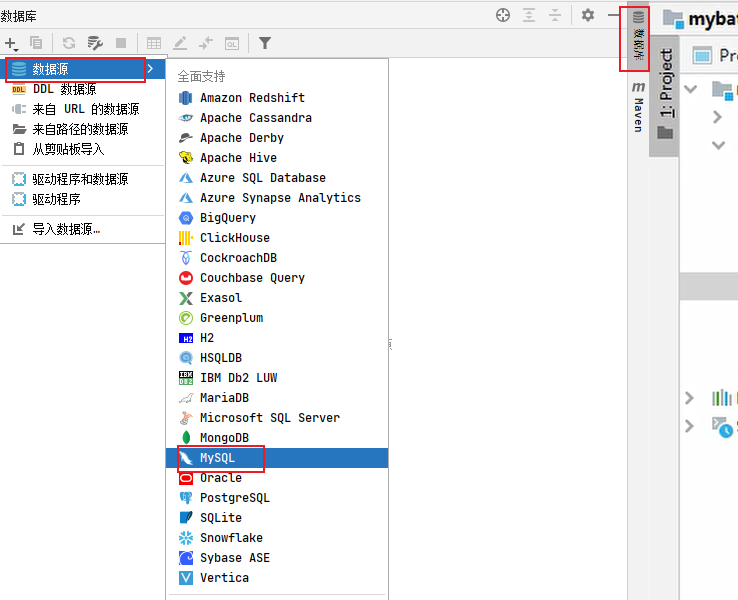 数据库
数据源
DDL 数据源
来自 URL 的数据源
来自路径的数据源
从剪贴板导入
驱动程序和数据源
驱动程序
导入数据源…
全面支持
Amazon Redshift
Apache Cassandra
Apache Derby
Apache Hive
Azure SQL Database
Azure Synapse Analytics
BigQuery
ClickHouse
CockroachDB
Couchbase Query
Exasol
Greenplum
H2
HSQLDB
IBM Db2 LUW
MariaDB
Microsoft SQL Server
MongoDB
MySQL
Oracle
PostgreSQL
SQLite
Snowflake
Sybase ASE
Vertica
数据库
Maven
1: Project
mybat
Pr